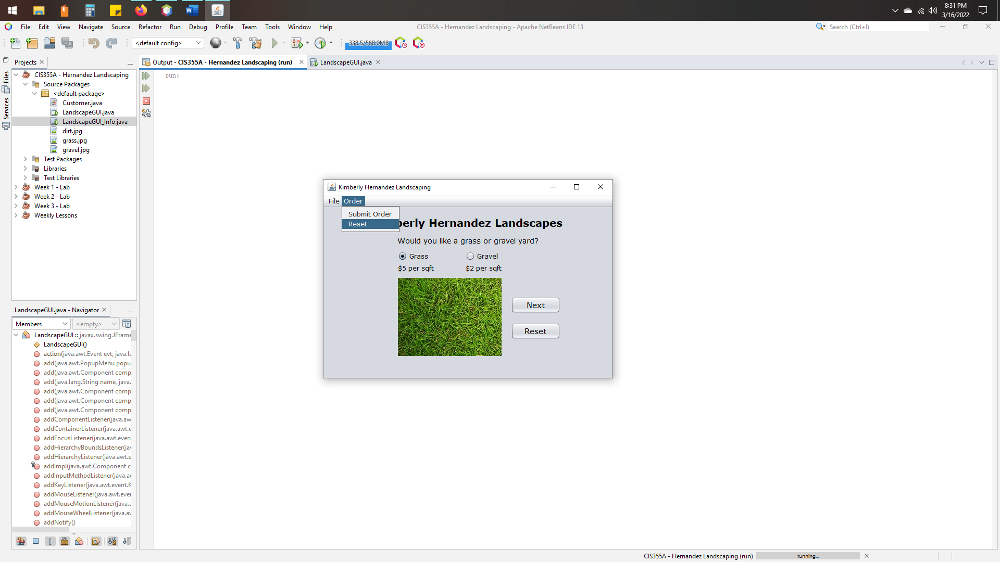 8:31 PM
3/16/2022
File Edit View Navigate Source Refactor Run Debug Profile Team Tools Window Help
CIS355A - Hernandez Landscaping - Apache NetBeans IDE 13
Search (Ctrl+I)
<default config>
338.5/568.0MB
Projects
Files
Services
CIS355A - Hernandez Landscaping
Source Packages
<default package>
Customer.java
LandscapeGUI.java
LandscapeGUI_Info.java
dirt.jpg
grass.jpg
gravel.jpg
Test Packages
Libraries
Test Libraries
Week 1 - Lab
Week 2 - Lab
Week 3 - Lab
Weekly Lessons
Output - CIS355A - Hernandez Landscaping (run)
LandscapeGUI.java
run:
Kimberly Hernandez Landscaping
File Order
Submit Order
Reset
berly Hernandez Landscapes
Would you like a grass or gravel yard?
Grass Gravel
$5 per sqft $2 per sqft
Next
Reset
LandscapeGUI.java - Navigator
Members
<empty>
LandscapeGUI :: javax.swing.JFrame
LandscapeGUI()
action(java.awt.Event evt, java.la
add(java.awt.PopupMenu popu
add(java.awt.Component comp
add(java.lang.String name, java.
add(java.awt.Component comp
add(java.awt.Component comp
add(java.awt.Component comp
addComponentListener(java.aw
addContainerListener(java.awt.e
addFocusListener(java.awt.event
addHierarchyBoundsListener(jav
addHierarchyListener(java.awt.e
addImpl(java.awt.Component c
addInputMethodListener(java.aw
addKeyListener(java.awt.event.K
addMouseListener(java.awt.ever
addMouseMotionListener(java.a
addMouseWheelListener(java.aw
addNotify()
CIS355A - Hernandez Landscaping (run)
running...